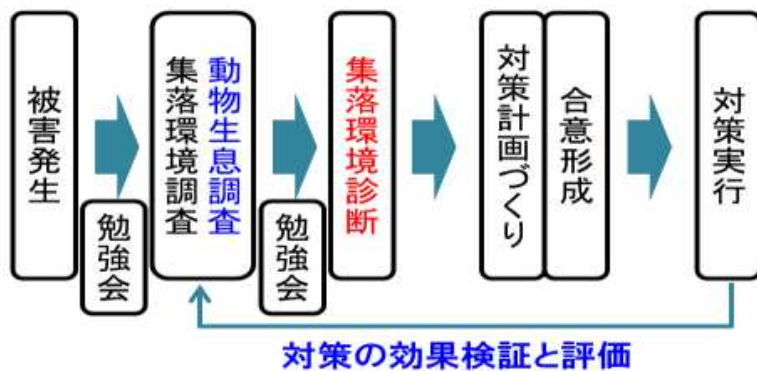 被害発生
勉強会
動物生息調査
集落環境調査
勉強会
集落環境診断
対策計画づくり
合意形成
対策実行
対策の効果検証と評価